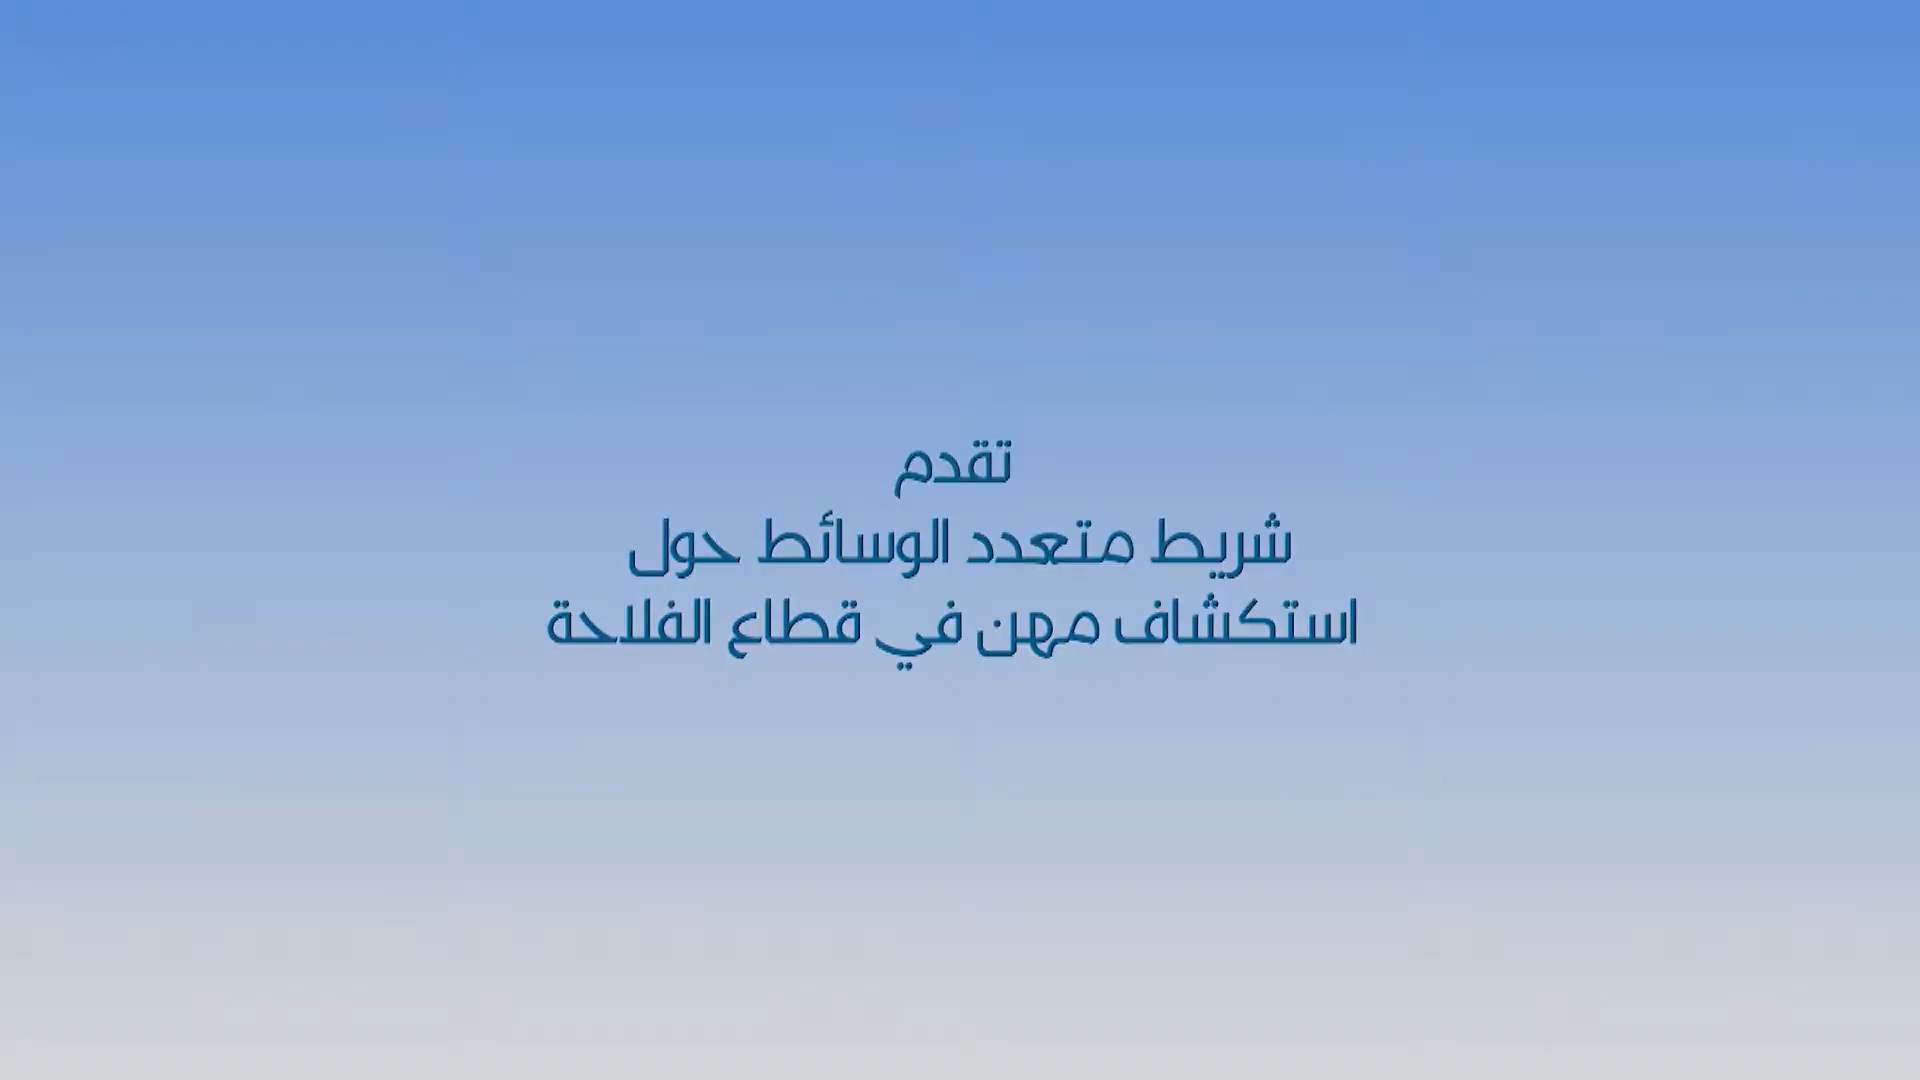 تقدم
شريط متعدد الوسائط حول
استكشاف مهن في قطاع الفلاحة